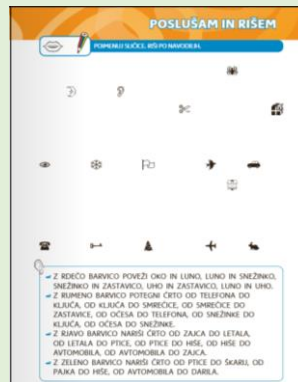 POSLUŠAM IN RIŠEM
POIMENUJ SLIČICE. RIŠI PO NAVODILIH.
Z RDEČO BARVICO POVEŽI OKO IN LUNO, LUNO IN SNEŽINKO,
SNEŽINKO IN ZASTAVICO, UHO IN ZASTAVICO, LUNO IN UHO.
Z RUMENO BARVICO POTEGNI ČRTO OD TELEFONA DO
KLJUČA, OD KLJUČA DO SMREČICE, OD SMREČICE DO
ZASTAVICE, OD OČESA DO TELEFONA, OD SNEŽINKE DO
KLJUČA, OD OČESA DO SNEŽINKE.
Z RJAVO BARVICO NARIŠI ČRTO OD ZAJCA DO LETALA,
OD LETALA DO PTICE, OD PTICE DO HIŠE, OD HIŠE DO
AVTOMOBILA, OD AVTOMOBILA DO ZAJCA.
Z ZELENO BARVICO NARIŠI ČRTO OD PTICE DO ŠKARIJ, OD
PAJKA DO HIŠE, OD AVTOMOBILA DO DARILA.